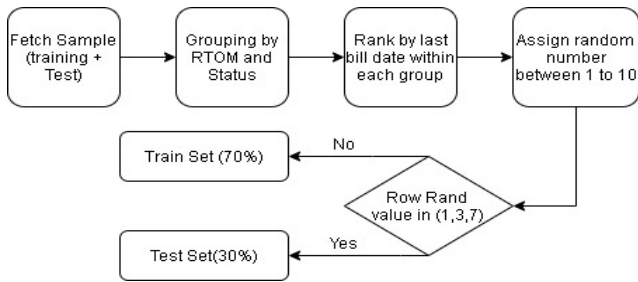 Fetch Sample
(training +
Test)
Grouping by
RTOM and
Status
Rank by last
bill date within
each group
Assign random
number
between 1 to 10
No
Train Set (70%)
Row Rand
value in (1,3,7)
Yes
Test Set(30%)